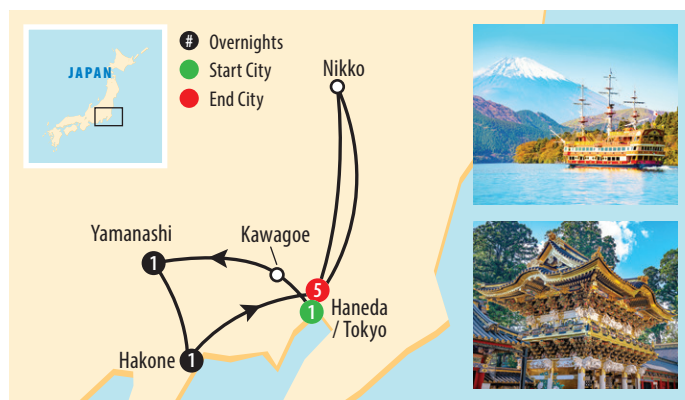 JAPAN
# Overnights
Start City
End City
Nikko
Yamanashi
1
Kawagoe
5
1
Haneda
/ Tokyo
Hakone
1